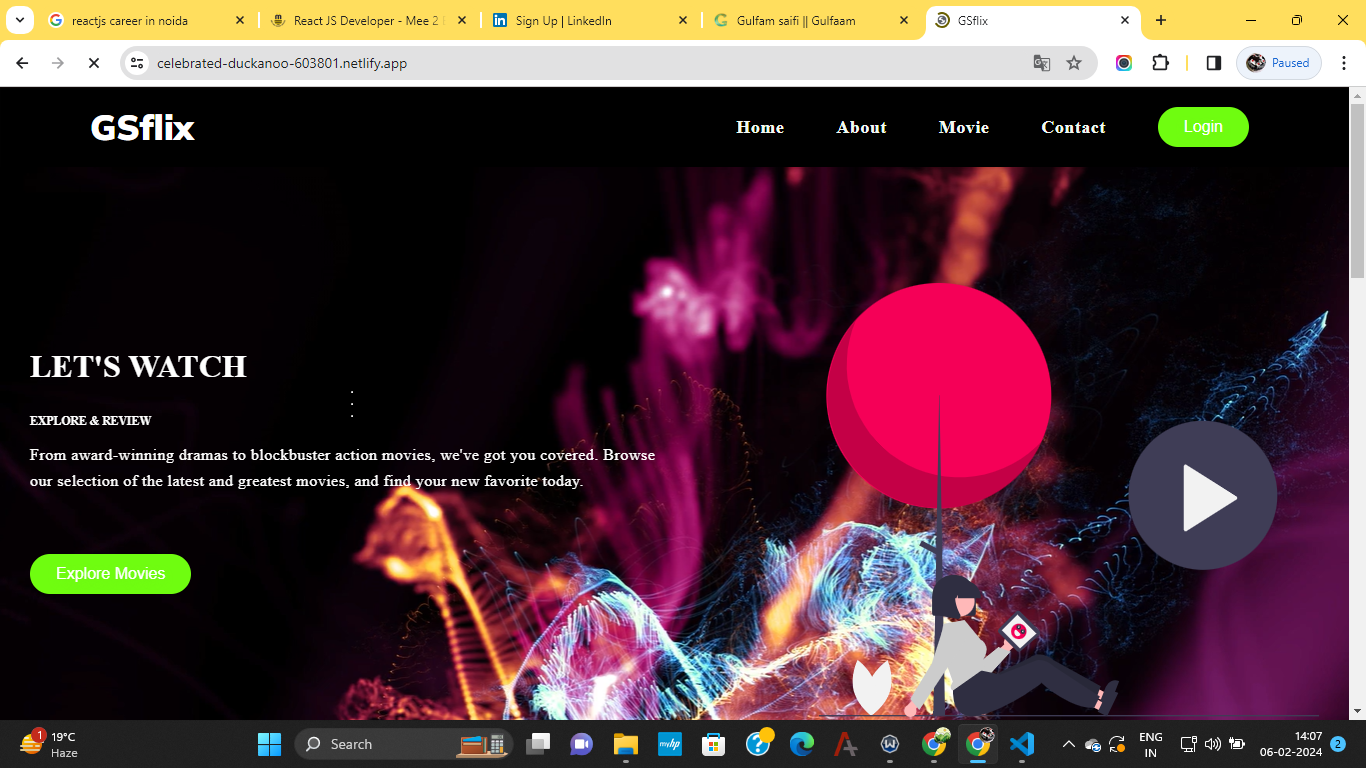 reactjs career in noida
React JS Developer - Mee 2
Sign Up | LinkedIn
Gulfam saifi || Gulfaam
GSflix
celebrated-duckanoo-603801.netlify.app
Paused
GSflix
Home
About
Movie
Contact
Login
LET'S WATCH
EXPLORE & REVIEW
From award-winning dramas to blockbuster action movies, we've got you covered. Browse
our selection of the latest and greatest movies, and find your new favorite today.
Explore Movies
1
19°C
Haze
Search
myhp
ENG
IN
14:07
06-02-2024
2